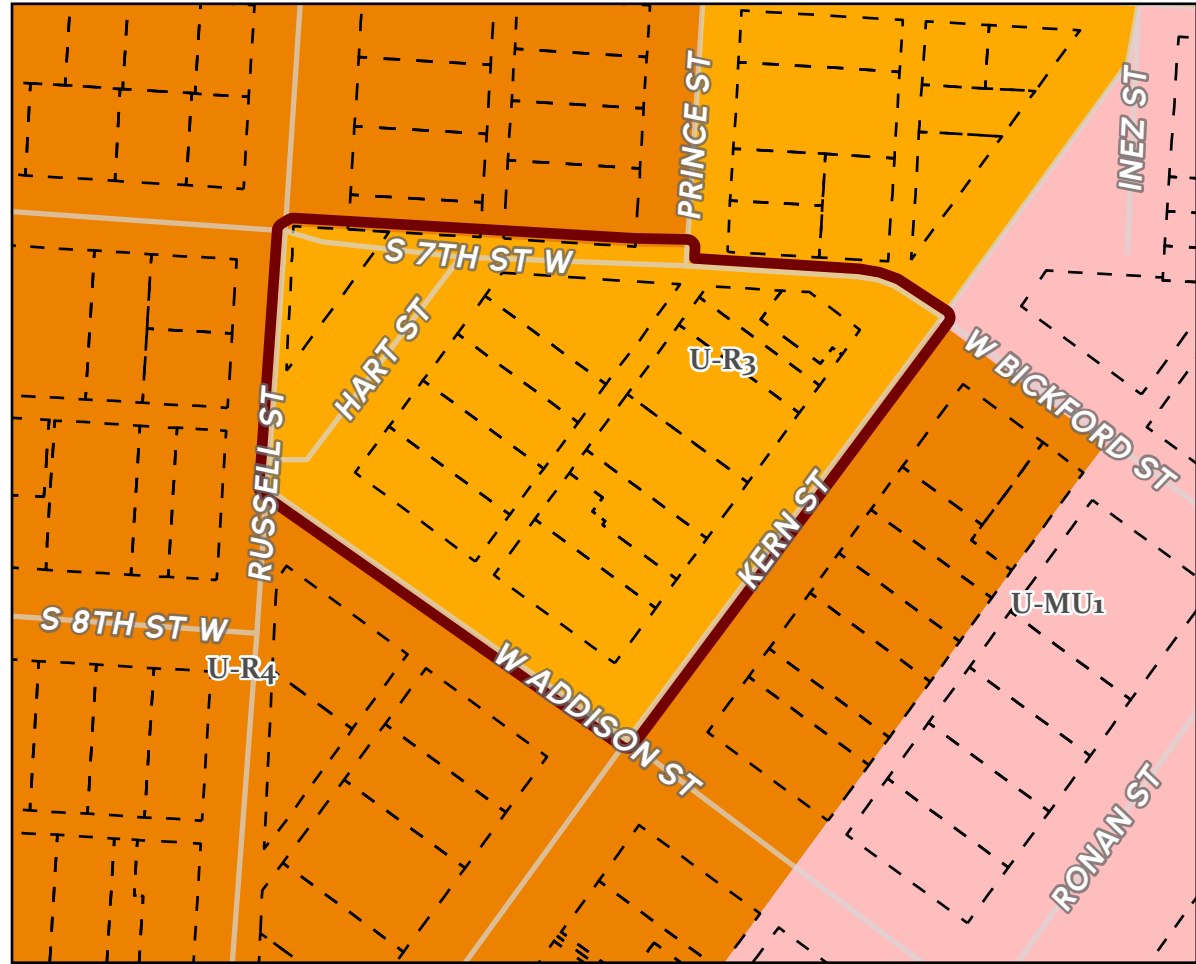 PRINCE ST
INEZ ST
S 7TH ST W
HART ST
U-R3
W BICKFORD ST
RUSSELL ST
KERN ST
U-MU1
S 8TH ST W
U-R4
W ADDISON ST
RONAN ST